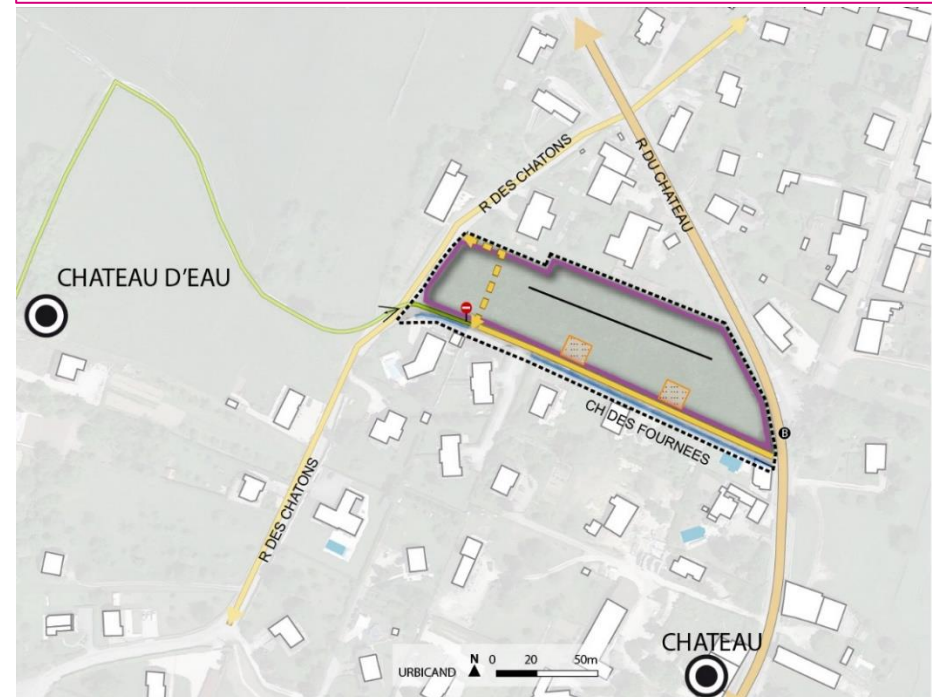 R DES CHATONS
R DU CHATEAU
CHATEAU D'EAU
CH DES FOURNEES
B
R DES CHATONS
CHATEAU
URBICAND N 0 20 50m